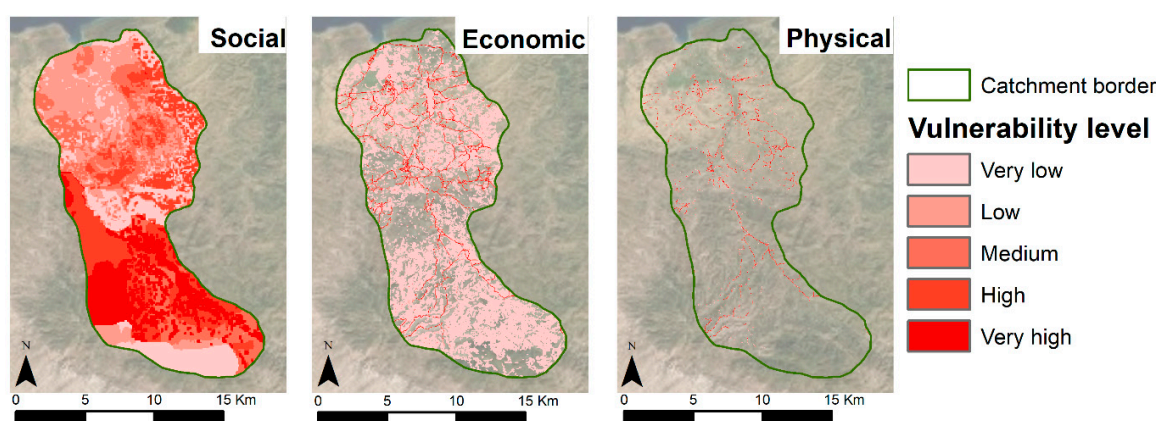 Social
Economic
Physical
Catchment border
Vulnerability level
Very low
Low
Medium
High
Very high
N
N
N
0 5 10 15 Km
0 5 10 15 Km
0 5 10 15 Km